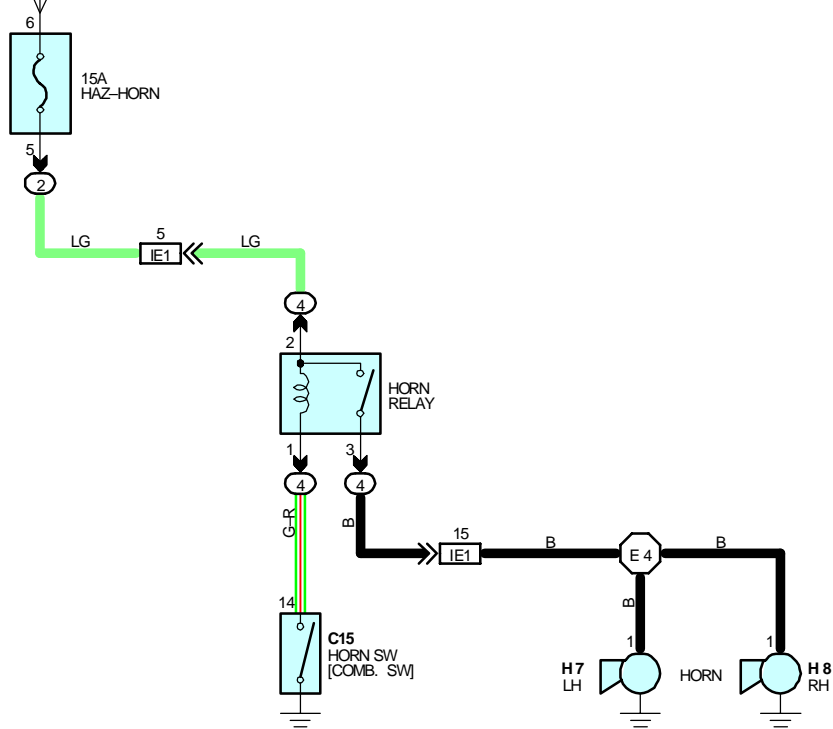 6
15A
HAZ–HORN
5
2
LG
5
IE1
LG
4
2
HORN
RELAY
1
3
4
4
G–R
B
15
IE1
B
E 4
B
B
14
C15
HORN SW
[COMB. SW]
1
1
H 7
LH
HORN
H 8
RH